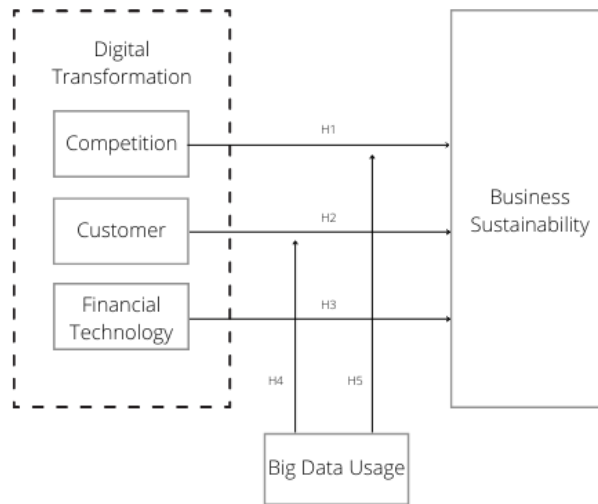 Digital
Transformation
Competition
H1
Customer
H2
Business
Sustainability
Financial
Technology
H3
H4
H5
Big Data Usage